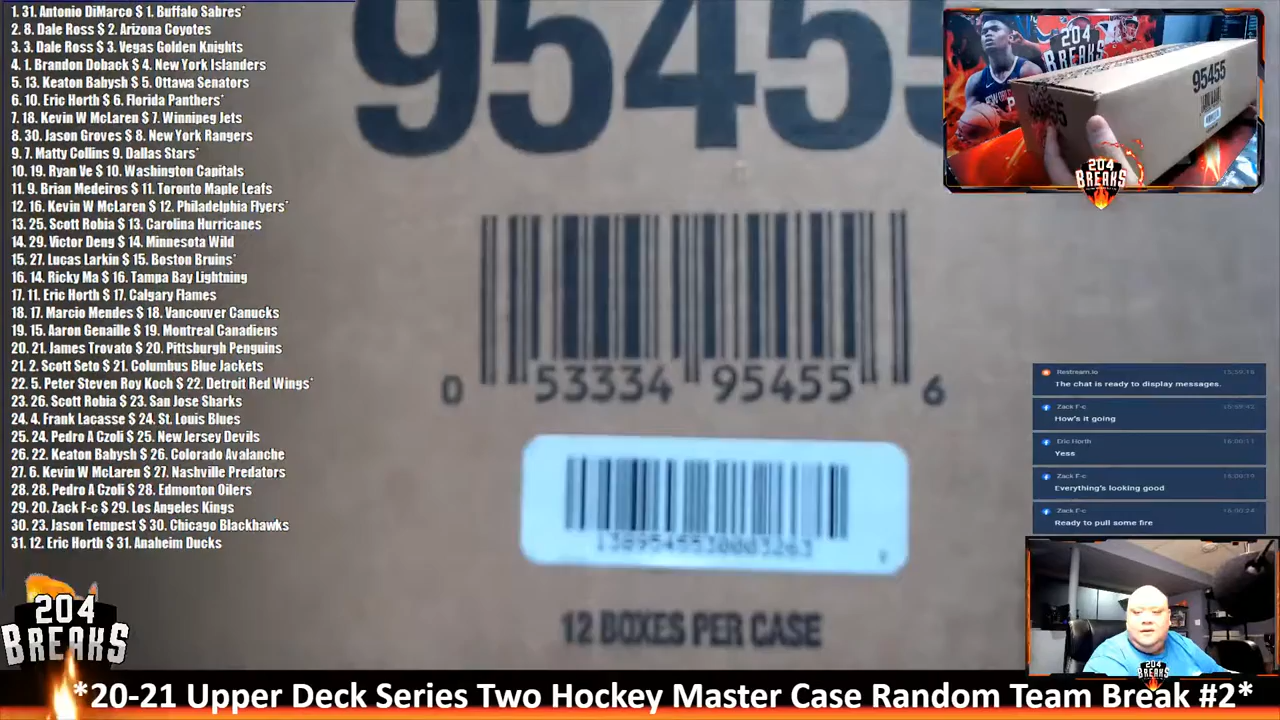 1. 31. Antonio DiMarco $ 1. Buffalo Sabres*
2. 8. Dale Ross $ 2. Arizona Coyotes
3. 3. Dale Ross $ 3. Vegas Golden Knights
4. 1. Brandon Doback $ 4. New York Islanders
5. 13. Keaton Babysh $ 5. Ottawa Senators
6. 10. Eric Horth $ 6. Florida Panthers*
7. 18. Kevin W McLaren $ 7. Winnipeg Jets
8. 30. Jason Groves $ 8. New York Rangers
9. 7. Matty Collins 9. Dallas Stars*
10. 19. Ryan Ve $ 10. Washington Capitals
11. 9. Brian Medeiros $ 11. Toronto Maple Leafs
12. 16. Kevin W McLaren $ 12. Philadelphia Flyers*
13. 25. Scott Robia $ 13. Carolina Hurricanes
14. 29. Victor Deng $ 14. Minnesota Wild
15. 27. Lucas Larkin $ 15. Boston Bruins*
16. 14. Ricky Ma $ 16. Tampa Bay Lightning
17. 11. Eric Horth $ 17. Calgary Flames
18. 17. Marcio Mendes $ 18. Vancouver Canucks
19. 15. Aaron Genaille $ 19. Montreal Canadiens
20. 21. James Trovato $ 20. Pittsburgh Penguins
21. 2. Scott Seto $ 21. Columbus Blue Jackets
22. 5. Peter Steven Roy Koch $ 22. Detroit Red Wings*
23. 26. Scott Robia $ 23. San Jose Sharks
24. 4. Frank Lacasse $ 24. St. Louis Blues
25. 24. Pedro A Czoli $ 25. New Jersey Devils
26. 22. Keaton Babysh $ 26. Colorado Avalanche
27. 6. Kevin W McLaren $ 27. Nashville Predators
28. 28. Pedro A Czoli $ 28. Edmonton Oilers
29. 20. Zack F-c $ 29. Los Angeles Kings
30. 23. Jason Tempest $ 30. Chicago Blackhawks
31. 12. Eric Horth $ 31. Anaheim Ducks
95455
0 53334 95455 6
12 BOXES PER CASE
204
BREAKS
95455
204
BREAKS
Restream.io 15:59:18
The chat is ready to display messages.
Zack F-c
How's it going
Eric Horth
Yess
Zack F-c
Everything's looking good
Zack F-c 16:00:24
Ready to pull some fire
204
BREAKS
204
BREAKS
*20-21 Upper Deck Series Two Hockey Master Case Random Team Break #2*